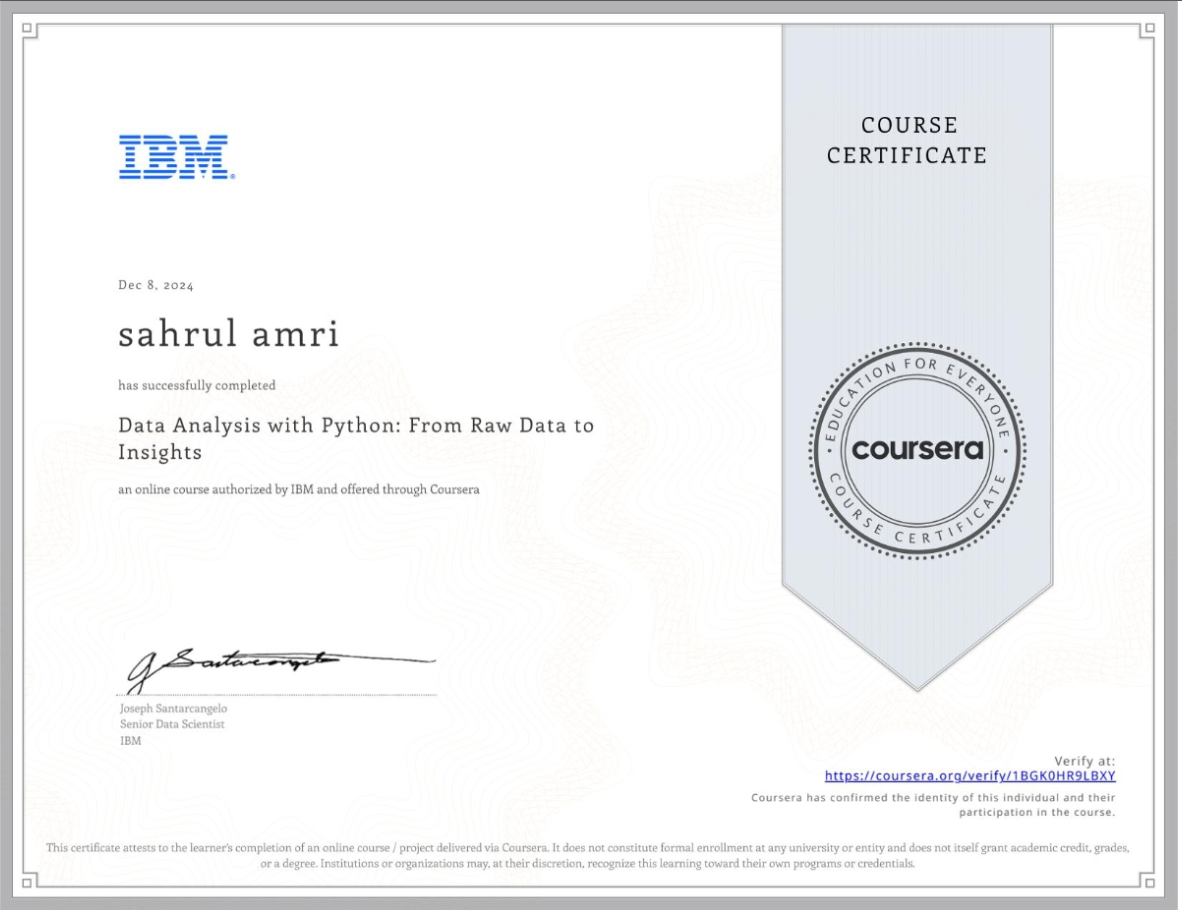 IBM®
COURSE
CERTIFICATE
Dec 8, 2024
sahrul amri
has successfully completed
Data Analysis with Python: From Raw Data to
Insights
an online course authorized by IBM and offered through Coursera
EDUCATION FOR EVERYONE
coursera
COURSE CERTIFICATE
J Santarcangelo
Joseph Santarcangelo
Senior Data Scientist
IBM
Verify at:
https://coursera.org/verify/1BGK0HR9LBXY
Coursera has confirmed the identity of this individual and their
participation in the course.
This certificate attests to the learner's completion of an online course / project delivered via Coursera. It does not constitute formal enrollment at any university or entity and does not itself grant academic credit, grades,
or a degree. Institutions or organizations may, at their discretion, recognize this learning toward their own programs or credentials.